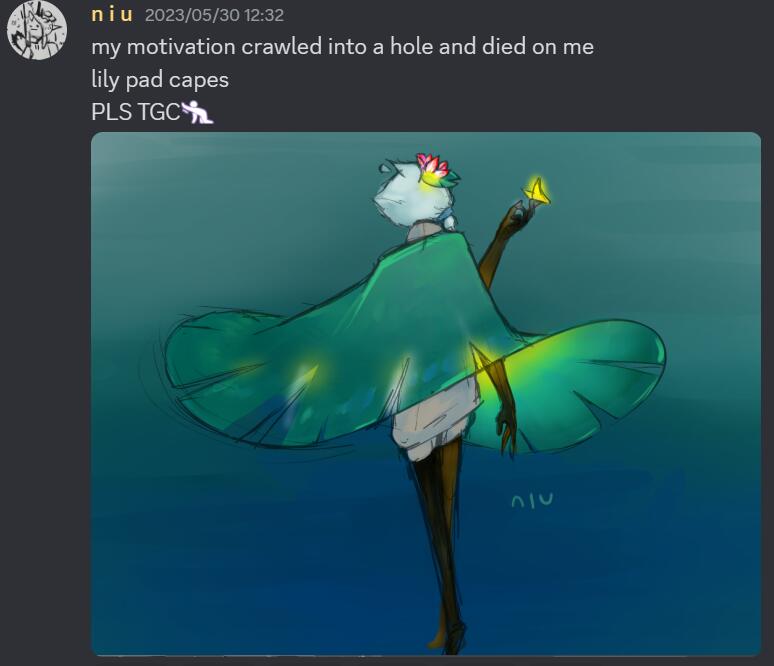 n i u 2023/05/30 12:32
my motivation crawled into a hole and died on me
lily pad capes
PLS TGC
niu